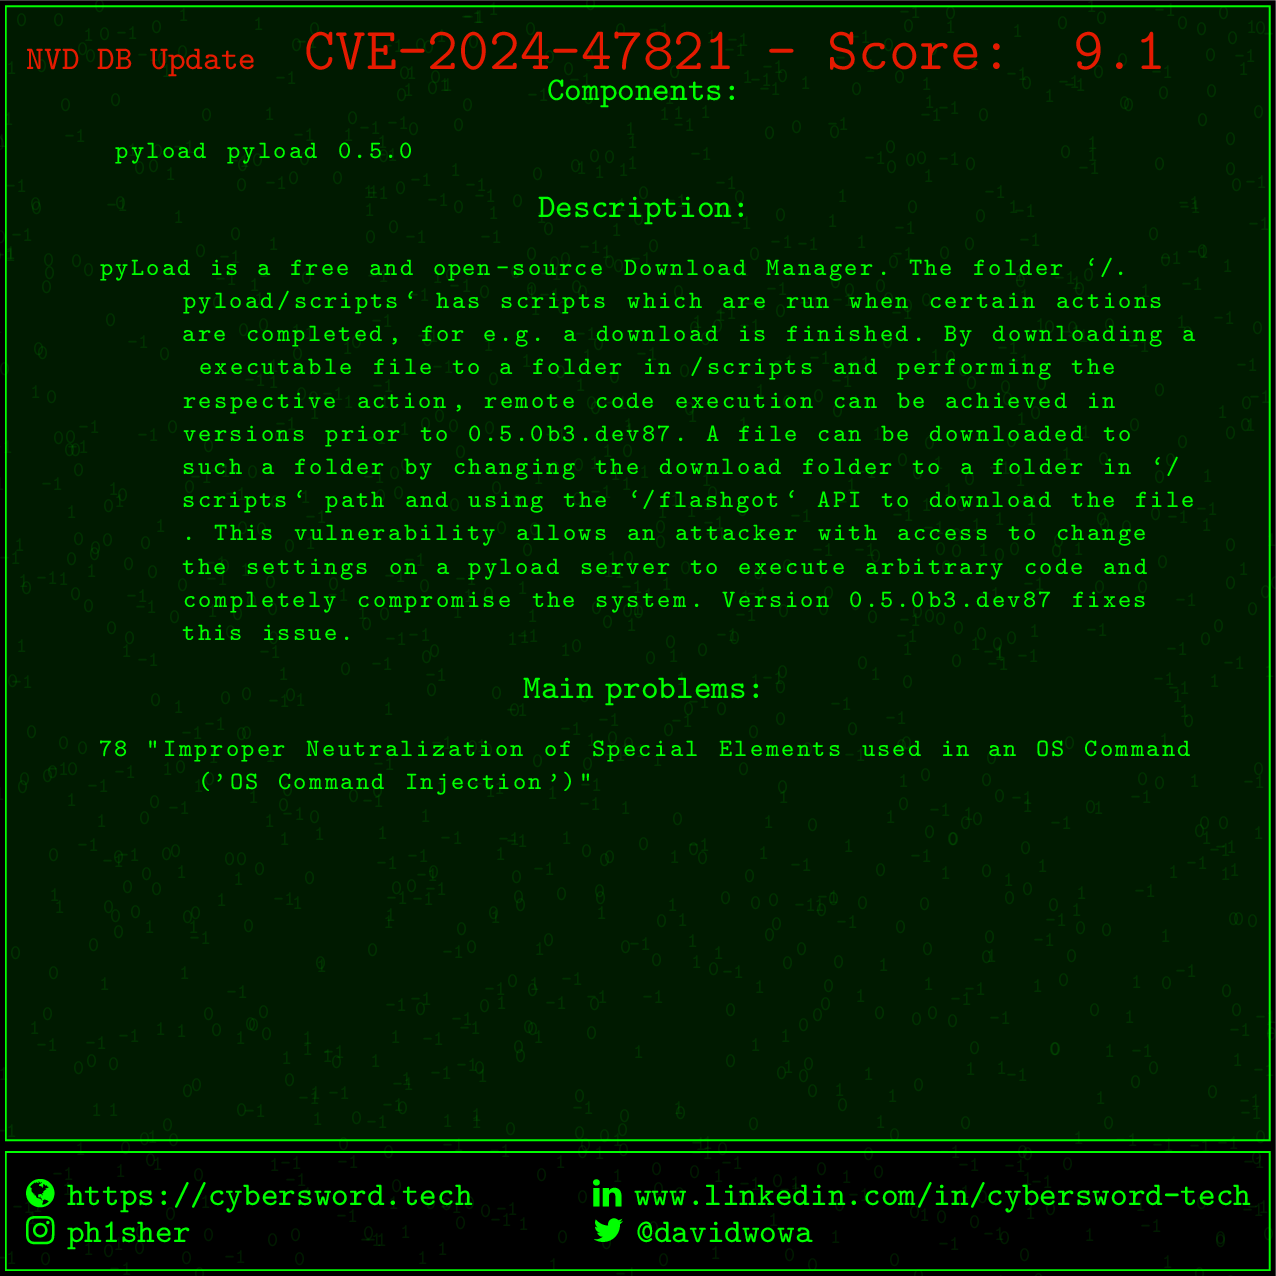 NVD DB Update CVE-2024-47821 - Score: 9.1
Components:
pyload pyload 0.5.0
Description:
pyLoad is a free and open-source Download Manager. The folder ‘/.
pyload/scripts‘ has scripts which are run when certain actions
are completed, for e.g. a download is finished. By downloading a
executable file to a folder in /scripts and performing the
respective action, remote code execution can be achieved in
versions prior to 0.5.0b3.dev87. A file can be downloaded to
such a folder by changing the download folder to a folder in ‘/
scripts‘ path and using the ‘/flashgot‘ API to download the file
. This vulnerability allows an attacker with access to change
the settings on a pyload server to execute arbitrary code and
completely compromise the system. Version 0.5.0b3.dev87 fixes
this issue.
Main problems:
78 "Improper Neutralization of Special Elements used in an OS Command
('OS Command Injection')"
https://cybersword.tech www.linkedin.com/in/cybersword-tech
ph1sher @davidwowa